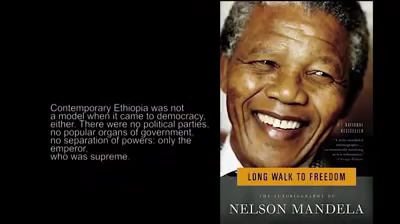 Contemporary Ethiopia was not
a model when it came to democracy,
either. There were no political parties,
no popular organs of government,
no separation of powers; only the
emperor,
who was supreme.
NATIONAL
BESTSELLER
LONG WALK TO FREEDOM
THE AUTOBIOGRAPHY OF
NELSON MANDELA